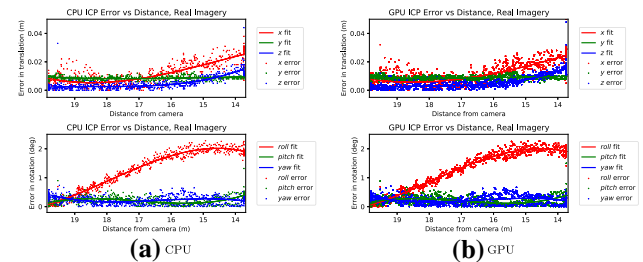 CPU ICP Error vs Distance, Real Imagery
Error in translation (m)
0.04
0.02
0.00
19 18 17 16 15 14
Distance from camera
x fit
y fit
z fit
x error
y error
z error
GPU ICP Error vs Distance, Real Imagery
Error in translation (m)
0.04
0.02
0.00
19 18 17 16 15 14
Distance from camera
x fit
y fit
z fit
x error
y error
z error
CPU ICP Error vs Distance, Real Imagery
Error in rotation (deg)
2
1
0
19 18 17 16 15 14
Distance from camera (m)
roll fit
pitch fit
yaw fit
roll error
pitch error
yaw error
GPU ICP Error vs Distance, Real Imagery
Error in rotation (deg)
2
1
0
19 18 17 16 15 14
Distance from camera (m)
roll fit
pitch fit
yaw fit
roll error
pitch error
yaw error
(a) CPU
(b) GPU